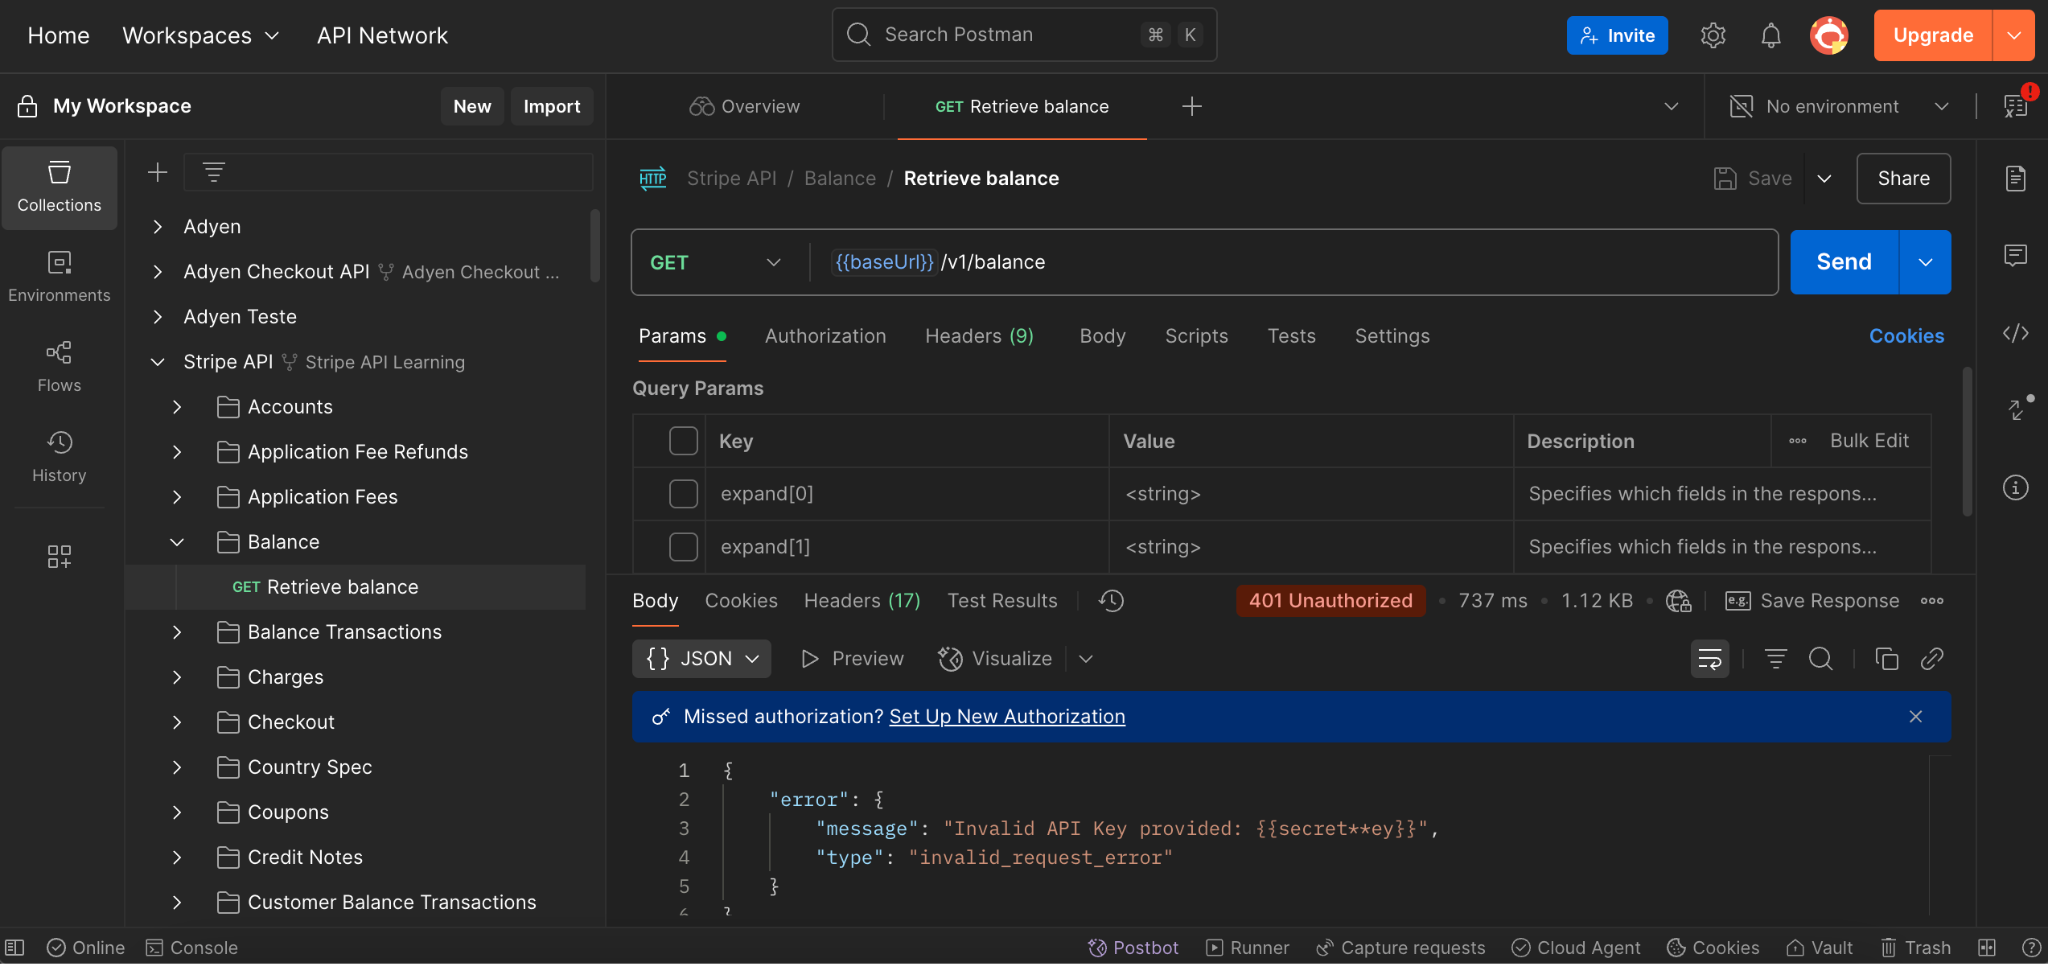 Home Workspaces API Network Search Postman ⌘ K Invite Upgrade
My Workspace New Import Overview GET Retrieve balance No environment
Collections
Environments
Flows
History
Adyen
Adyen Checkout API Adyen Checkout ...
Adyen Teste
Stripe API Stripe API Learning
Accounts
Application Fee Refunds
Application Fees
Balance
GET Retrieve balance
Balance Transactions
Charges
Checkout
Country Spec
Coupons
Credit Notes
Customer Balance Transactions
HTTP Stripe API / Balance / Retrieve balance Save Share
GET {{baseUrl}} /v1/balance Send
Params Authorization Headers (9) Body Scripts Tests Settings Cookies
Query Params
Key Value Description Bulk Edit
expand[0] <string> Specifies which fields in the respons...
expand[1] <string> Specifies which fields in the respons...
Body Cookies Headers (17) Test Results 401 Unauthorized • 737 ms • 1.12 KB • e.g. Save Response
{} JSON Preview Visualize
Missed authorization? Set Up New Authorization
1 {
2 "error": {
3 "message": "Invalid API Key provided: {{secret**ey}}",
4 "type": "invalid_request_error"
5 }
6 }
Online Console Postbot Runner Capture requests Cloud Agent Cookies Vault Trash